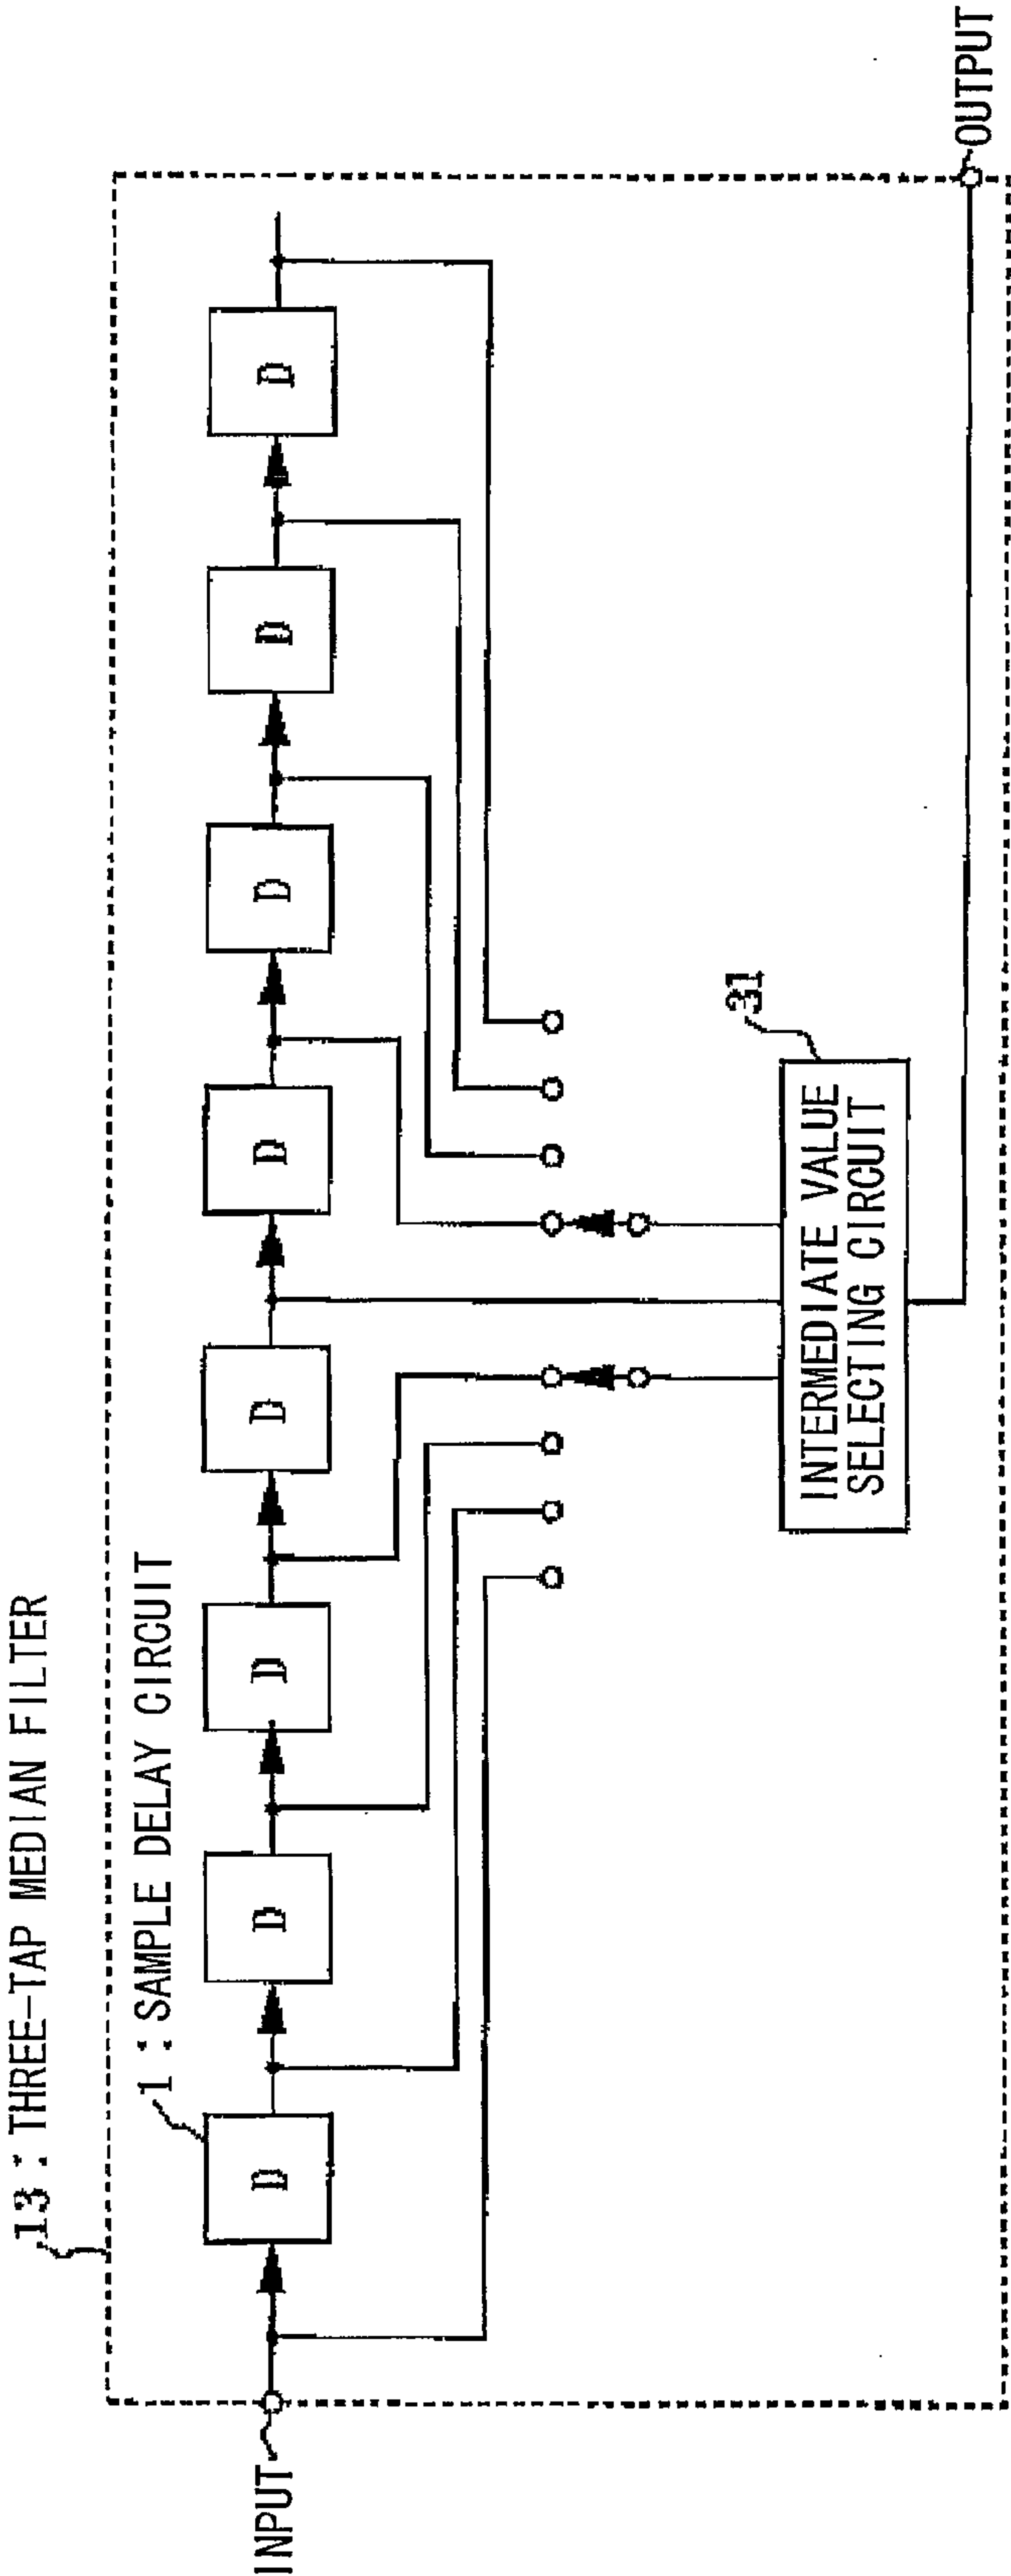 13 : THREE-TAP MEDIAN FILTER
1 : SAMPLE DELAY CIRCUIT
INPUT
D
D
D
D
D
D
D
D
31
INTERMEDIATE VALUE
SELECTING CIRCUIT
OUTPUT